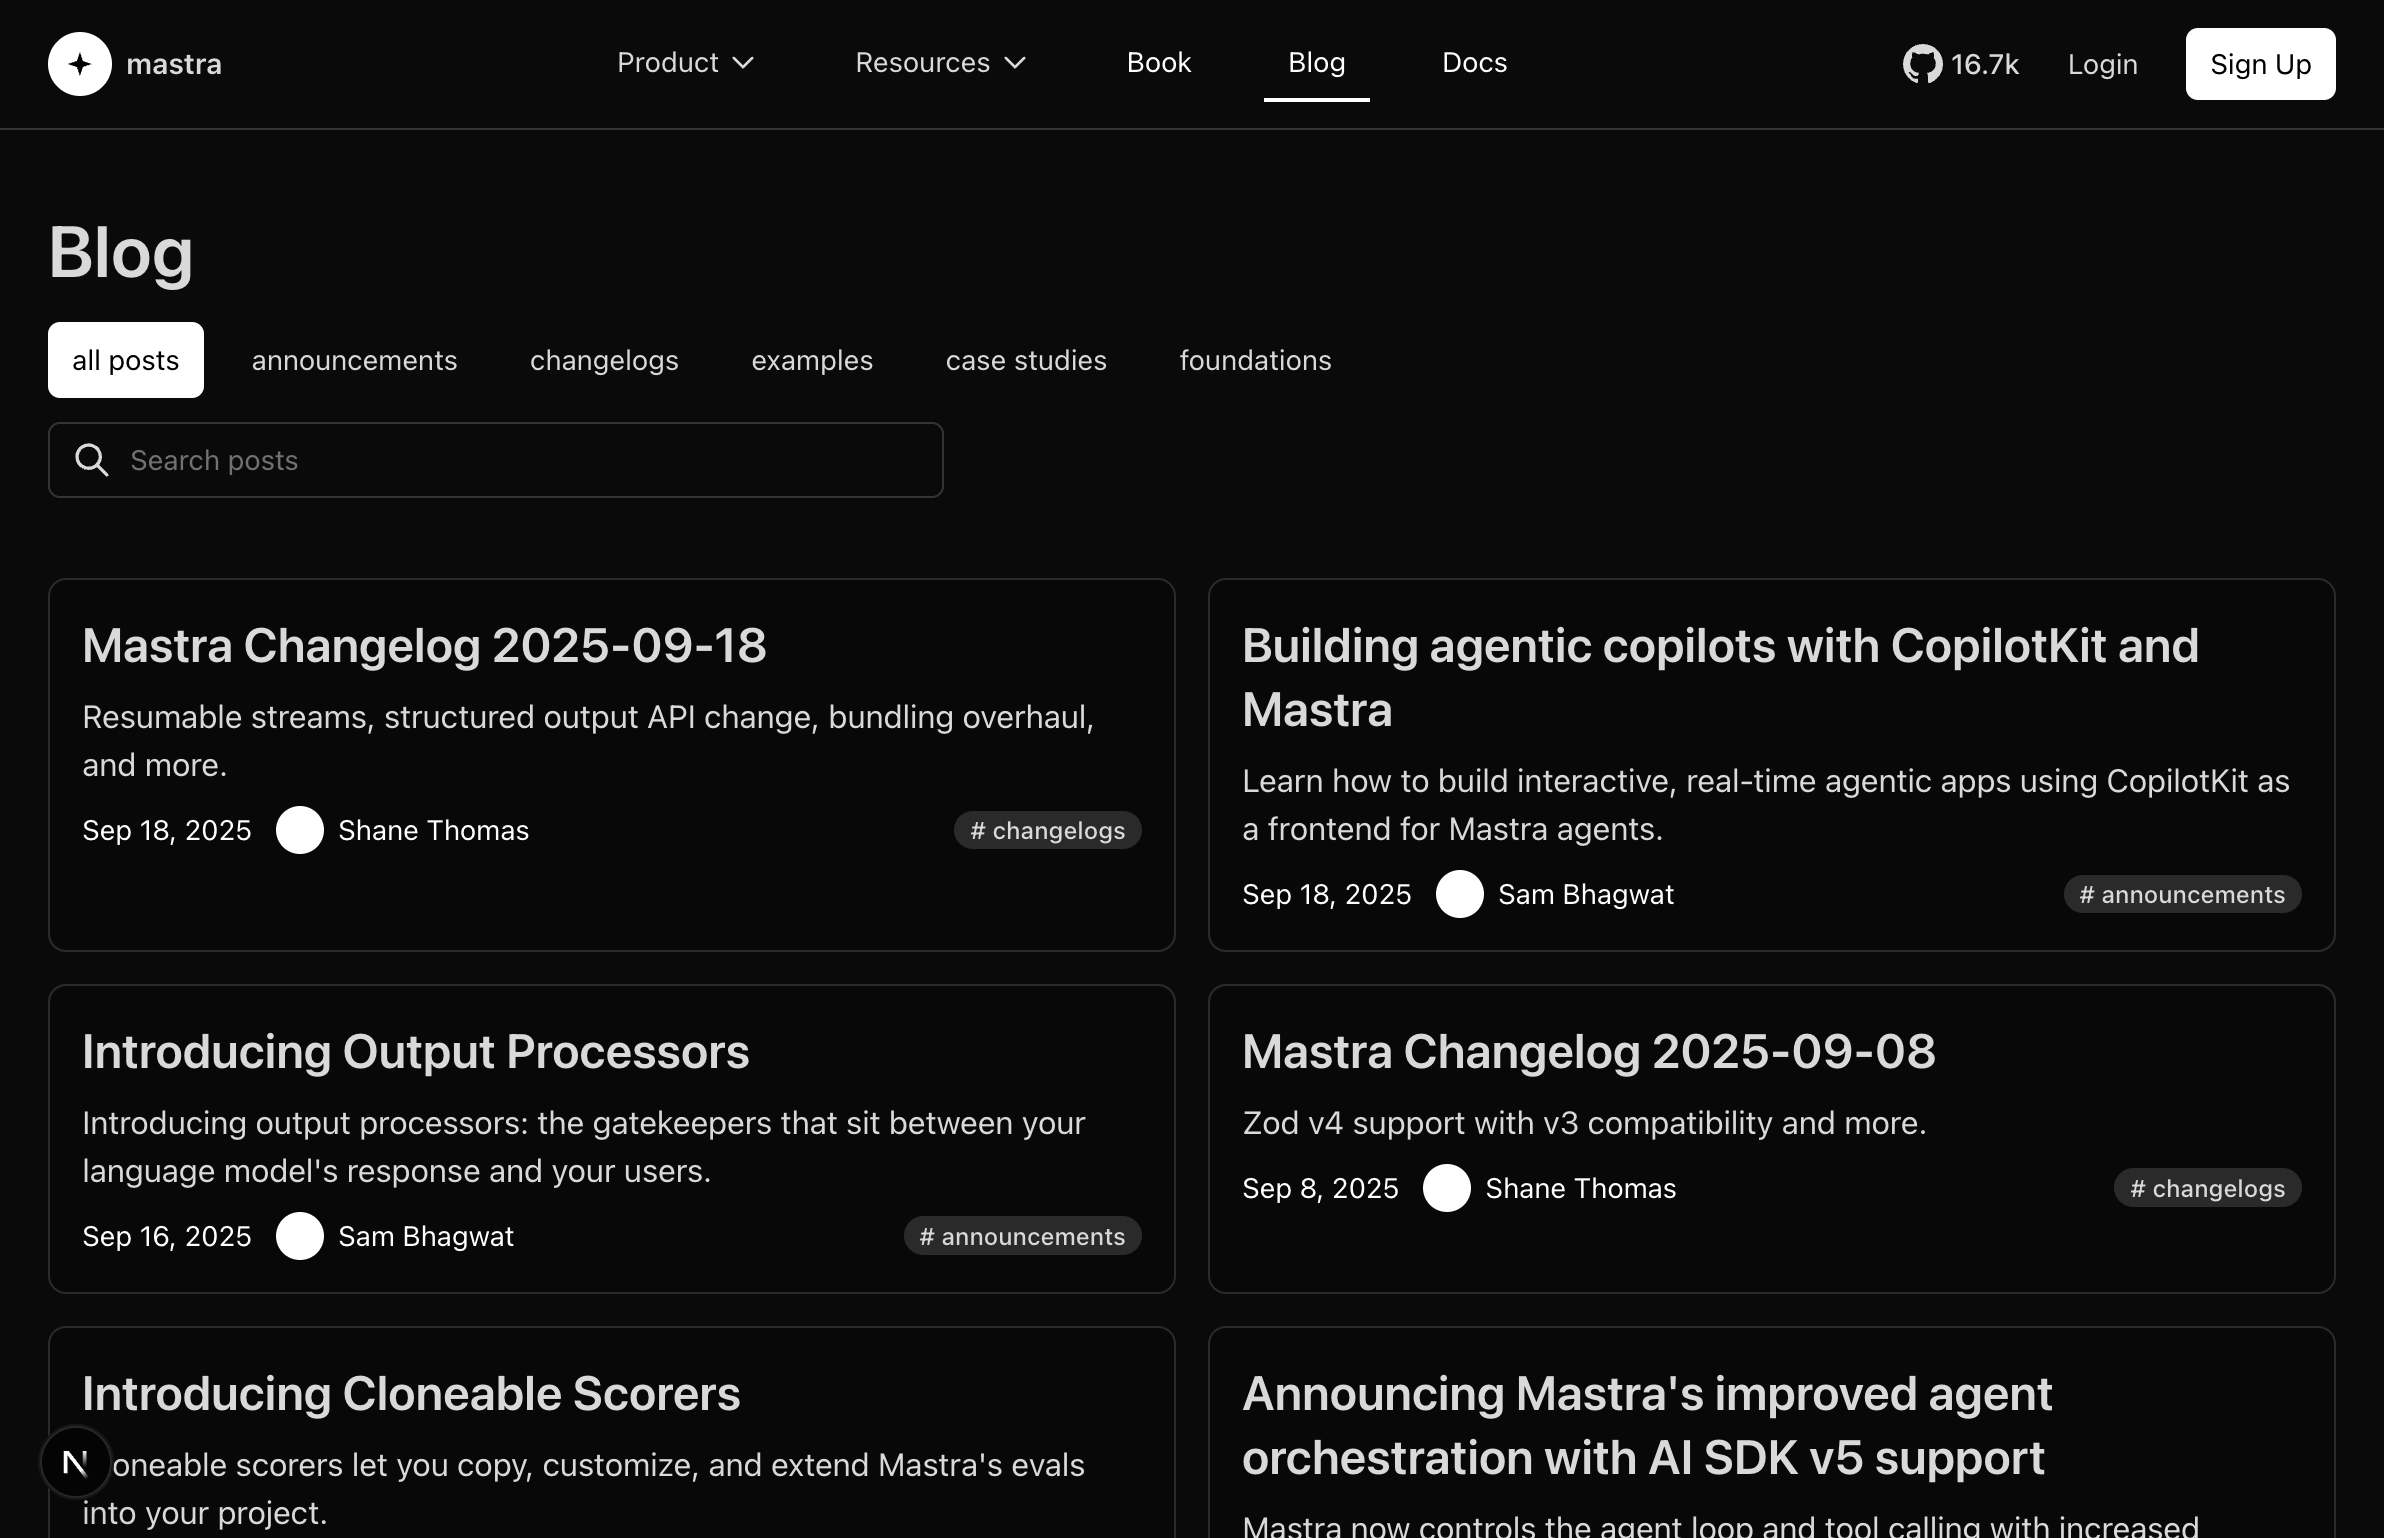 mastra
Product
Resources
Book
Blog
Docs
16.7k
Login
Sign Up
Blog
all posts
announcements
changelogs
examples
case studies
foundations
Search posts
Mastra Changelog 2025-09-18
Resumable streams, structured output API change, bundling overhaul,
and more.
Sep 18, 2025
Shane Thomas
# changelogs
Building agentic copilots with CopilotKit and
Mastra
Learn how to build interactive, real-time agentic apps using CopilotKit as
a frontend for Mastra agents.
Sep 18, 2025
Sam Bhagwat
# announcements
Introducing Output Processors
Introducing output processors: the gatekeepers that sit between your
language model's response and your users.
Sep 16, 2025
Sam Bhagwat
# announcements
Mastra Changelog 2025-09-08
Zod v4 support with v3 compatibility and more.
Sep 8, 2025
Shane Thomas
# changelogs
Introducing Cloneable Scorers
oneable scorers let you copy, customize, and extend Mastra's evals
into your project.
N
Announcing Mastra's improved agent
orchestration with AI SDK v5 support
Mastra now controls the agent loop and tool calling with increased